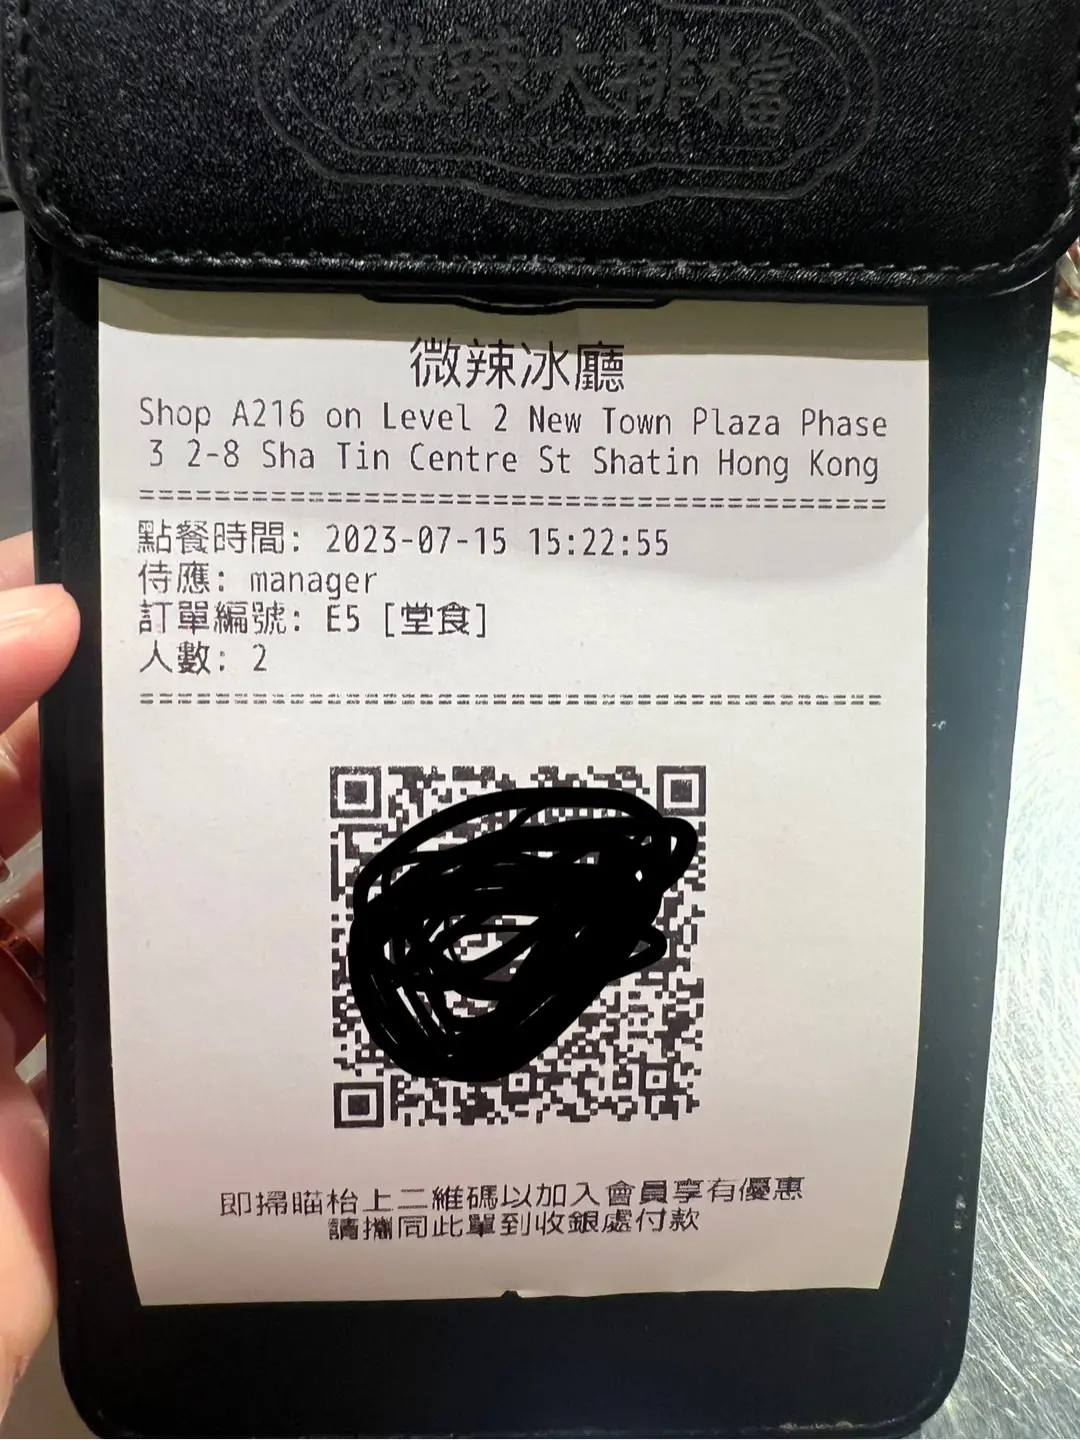 微辣大排檔
微辣冰廳
Shop A216 on Level 2 New Town Plaza Phase
3 2-8 Sha Tin Centre St Shatin Hong Kong
點餐時間: 2023-07-15 15:22:55
侍應: manager
訂單編號: E5 [堂食]
人數: 2
即掃瞄枱上二維碼以加入會員享有優惠
請攜同此單到收銀處付款